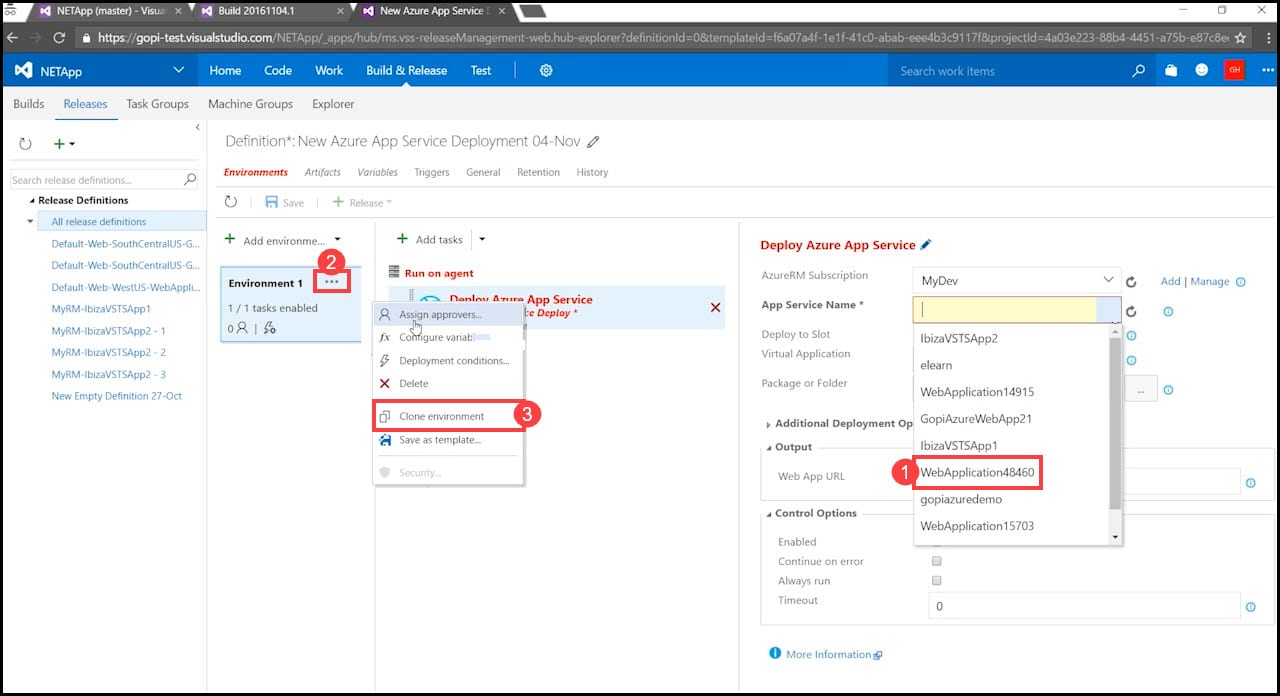 NETApp (master) - Visual
Build 20161104.1
New Azure App Service D
https://gopi-test.visualstudio.com/NETApp/_apps/hub/ms.vss-releaseManagement-web.hub-explorer?definitionId=0&templateId=f6a07a4f-1e1f-41c0-abab-eee4b3c9117f&projectId=4a03e223-88b4-4451-a75b-e87c8e
NETApp
Home
Code
Work
Build & Release
Test
Search work items
GH
Builds
Releases
Task Groups
Machine Groups
Explorer
Search release definitions...
Release Definitions
All release definitions
Default-Web-SouthCentralUS-G...
Default-Web-SouthCentralUS-G...
Default-Web-WestUS-WebAppli...
MyRM-IbizaVSTSApp1
MyRM-IbizaVSTSApp2 - 1
MyRM-IbizaVSTSApp2 - 2
MyRM-IbizaVSTSApp2 - 3
New Empty Definition 27-Oct
Definition*: New Azure App Service Deployment 04-Nov
Environments
Artifacts
Variables
Triggers
General
Retention
History
Save
Release
Add environme...
2
Environment 1
1 / 1 tasks enabled
0
Add tasks
Run on agent
Deploy Azure App Service
ce Deploy *
Assign approvers...
Configure variab
Deployment conditions...
Delete
Clone environment
3
Save as template...
Security...
Deploy Azure App Service
AzureRM Subscription
MyDev
Add | Manage
App Service Name *
Deploy to Slot
Virtual Application
Package or Folder
...
Additional Deployment Op
Output
Web App URL
Control Options
Enabled
Continue on error
Always run
Timeout
0
IbizaVSTSApp2
elearn
WebApplication14915
GopiAzureWebApp21
IbizaVSTSApp1
1
WebApplication48460
gopiazuredemo
WebApplication15703
More Information